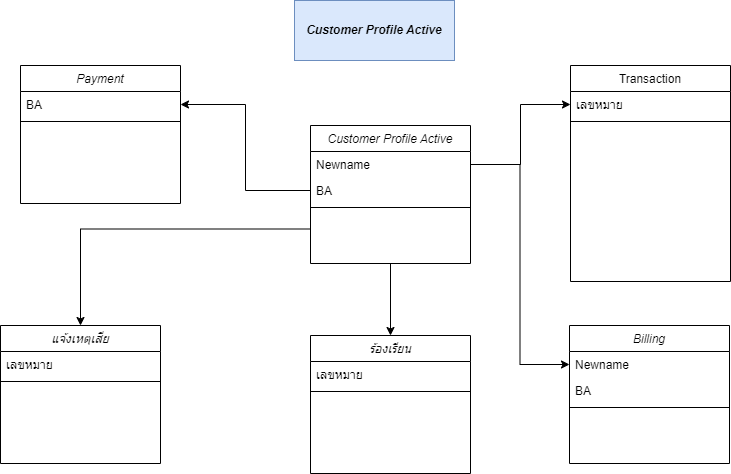 Customer Profile Active
Payment
BA
Customer Profile Active
Newname
BA
Transaction
เลขหมาย
แจ้งเหตุเสีย
เลขหมาย
ร้องเรียน
เลขหมาย
Billing
Newname
BA